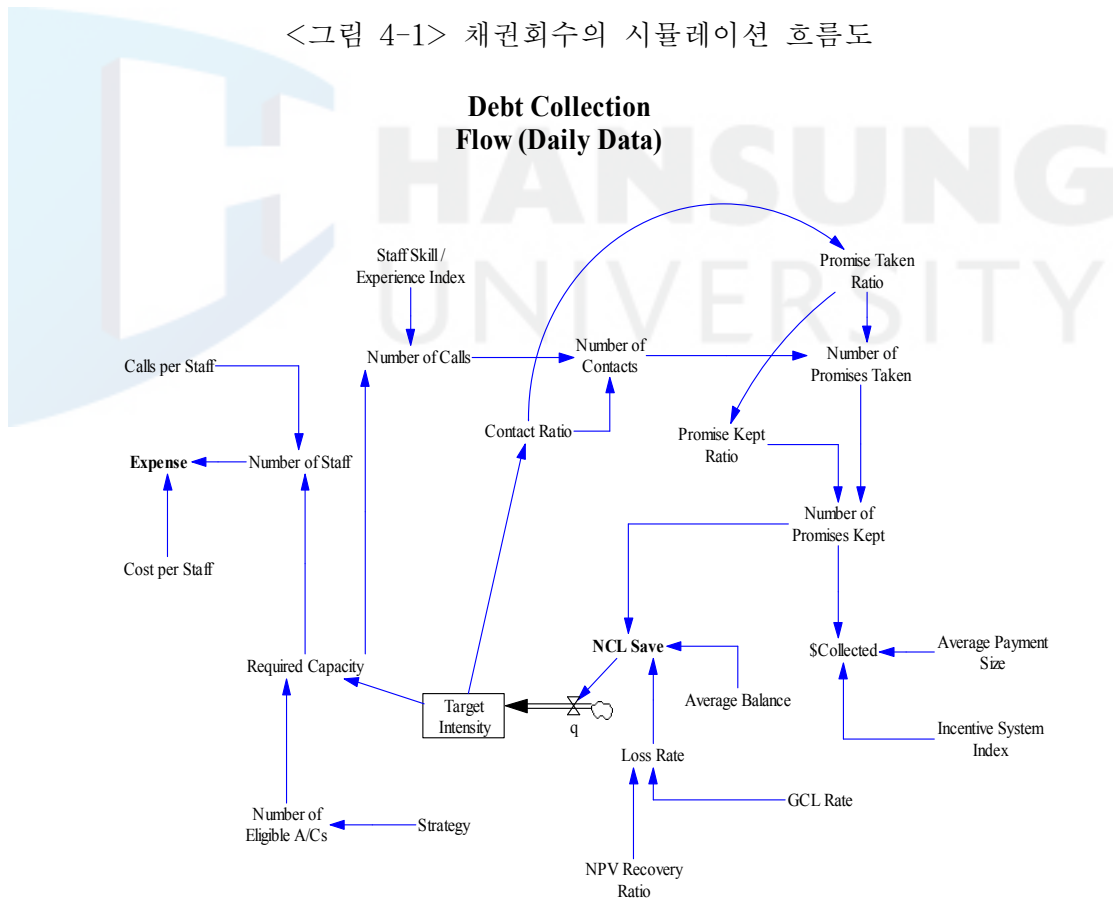 <그림 4-1> 채권회수의 시뮬레이션 흐름도
Debt Collection
Flow (Daily Data)
HANSUNG
UNIVERSITY
Staff Skill /
Experience Index
Promise Taken
Ratio
Calls per Staff
Number of Calls
Number of
Contacts
Number of
Promises Taken
Contact Ratio
Promise Kept
Ratio
Expense
Number of Staff
Number of
Promises Kept
Cost per Staff
Required Capacity
NCL Save
$Collected
Average Payment
Size
Target
Intensity
q
Average Balance
Loss Rate
Incentive System
Index
GCL Rate
Number of
Eligible A/Cs
Strategy
NPV Recovery
Ratio